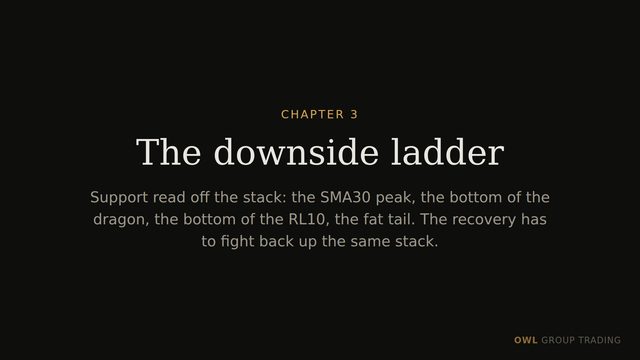 CHAPTER 3
The downside ladder
Support read off the stack: the SMA30 peak, the bottom of the
dragon, the bottom of the RL10, the fat tail. The recovery has
to fight back up the same stack.
OWL GROUP TRADING